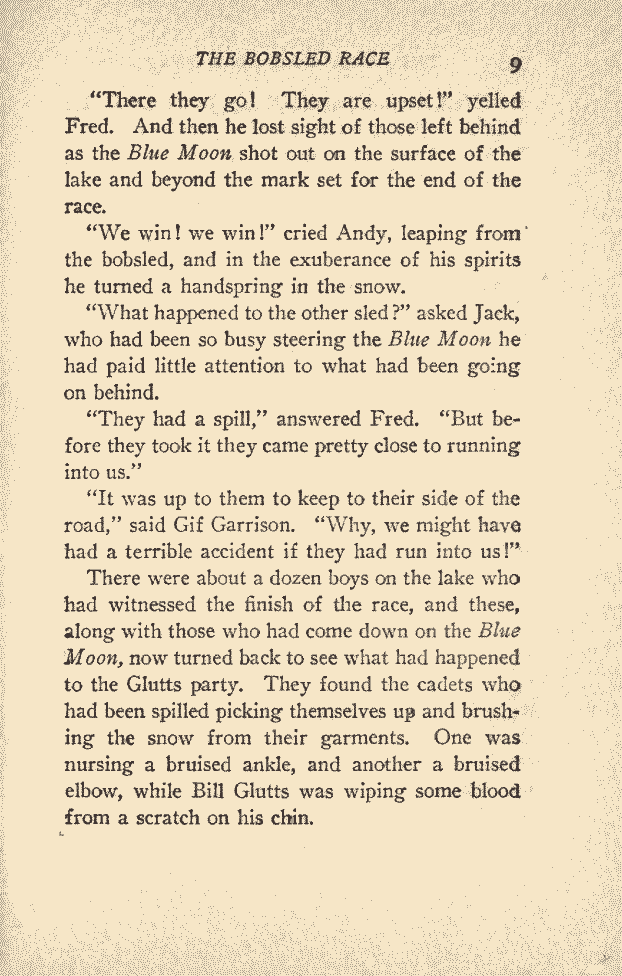 THE BOBSLED RACE 9
“There they go! They are upset!” yelled
Fred. And then he lost sight of those left behind
as the Blue Moon shot out on the surface of the
lake and beyond the mark set for the end of the
race.
“We win! we win!” cried Andy, leaping from
the bobsled, and in the exuberance of his spirits
he turned a handspring in the snow.
“What happened to the other sled?” asked Jack,
who had been so busy steering the Blue Moon he
had paid little attention to what had been going
on behind.
“They had a spill,” answered Fred. “But be-
fore they took it they came pretty close to running
into us.”
“It was up to them to keep to their side of the
road,” said Gif Garrison. “Why, we might have
had a terrible accident if they had run into us!”
There were about a dozen boys on the lake who
had witnessed the finish of the race, and these,
along with those who had come down on the Blue
Moon, now turned back to see what had happened
to the Glutts party. They found the cadets who
had been spilled picking themselves up and brush-
ing the snow from their garments. One was
nursing a bruised ankle, and another a bruised
elbow, while Bill Glutts was wiping some blood
from a scratch on his chin.